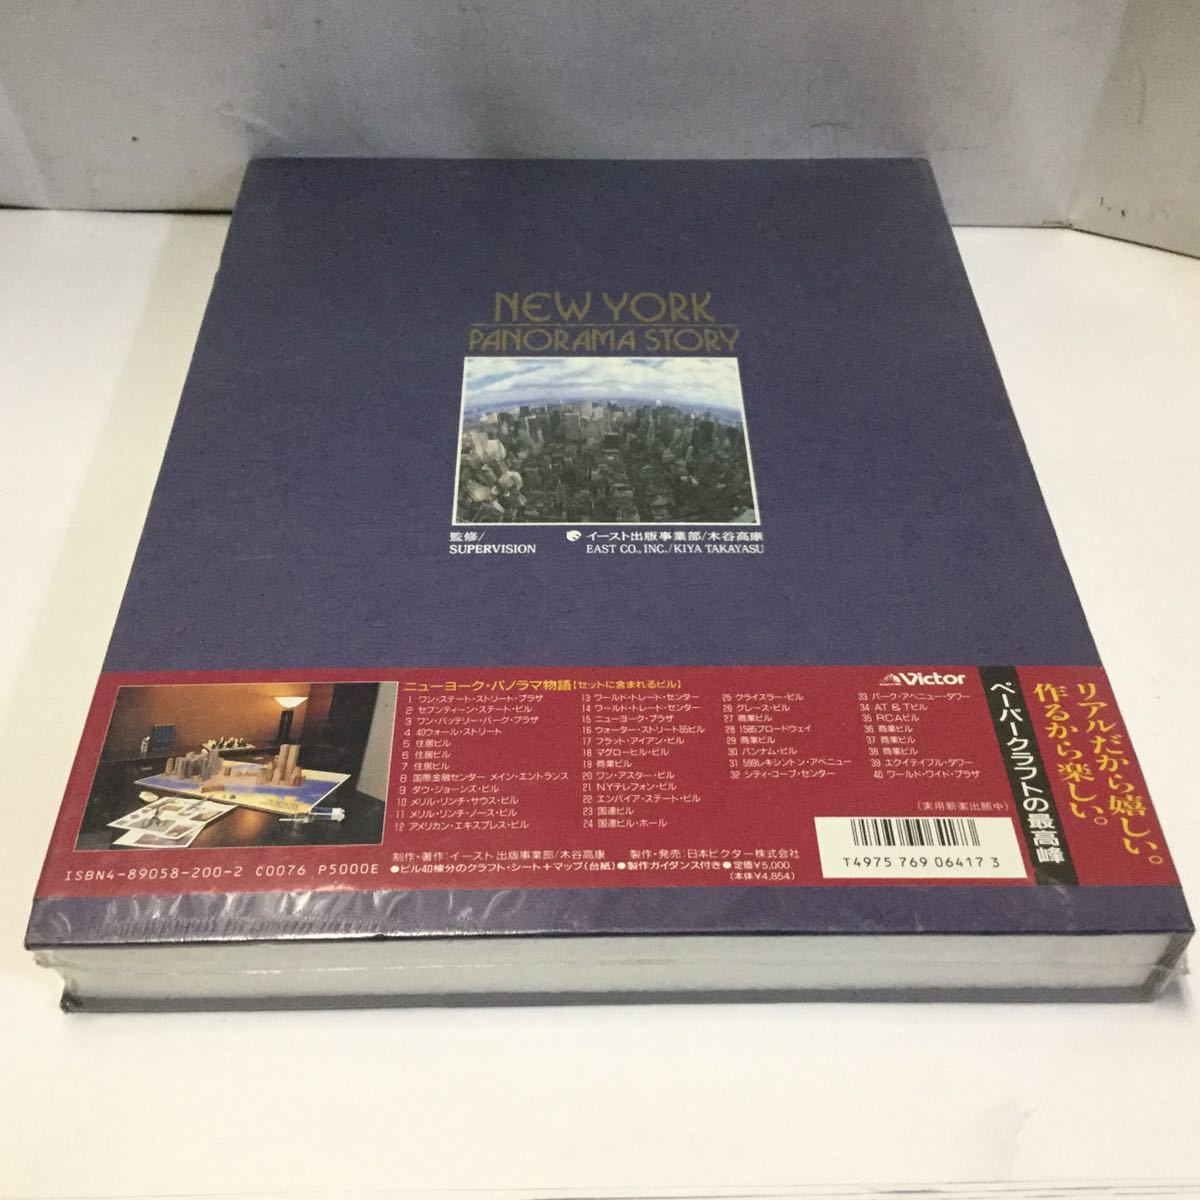 NEW YORK
PANORAMA STORY
監修/
SUPERVISION
イースト出版事業部/木谷高康
EAST CO., INC./KIYA TAKAYASU
ニューヨーク・パノラマ物語【セットに含まれるビル】
1 ワン・ステート・ストリート・プラザ
2 セブンティーン・ステート・ビル
3 ワン・バッテリー・パーク・プラザ
4 40ウォール・ストリート
5 住居ビル
6 住居ビル
7 住居ビル
8 国際金融センター メイン・エントランス
9 ダウ・ジョーンズ・ビル
10 メリル・リンチ・サウス・ビル
11 メリル・リンチ・ノース・ビル
12 アメリカン・エキスプレス・ビル
13 ワールド・トレート・センター
14 ワールド・トレート・センター
15 ニューヨーク・プラザ
16 ウォーター・ストリート55ビル
17 フラット・アイアン・ビル
18 マグロービル・ビル
19 商業ビル
20 ワン・アスター・ビル
21 NYテレフォン・ビル
22 エンパイア・ステート・ビル
23 国連ビル
24 国連ビル・ホール
25 クライスラー・ビル
26 グレース・ビル
27 商業ビル
28 1585ブロードウェイ
29 商業ビル
30 パンナム・ビル
31 599レキシントン・アベニュー
32 シティ・コープ・センター
33 パーク・アベニュー・タワー
34 AT&Tビル
35 RCAビル
36 商業ビル
37 商業ビル
38 商業ビル
39 エクイテイブル・タワー
40 ワールド・ワイド・プラザ
(実用新案出願中)
制作・著作:イースト出版事業部/木谷高康 製作・発売:日本ビクター株式会社
●ビル40棟分のクラフト・シート+マップ(台紙)●製作ガイダンス付き●定価¥5,000
(本体¥4,854)
ISBN4-89058-200-2 C0076 P5000E
Victor
T4975769064173
ペーパークラフトの最高峰
リアルだから嬉しい。
作るから楽しい。